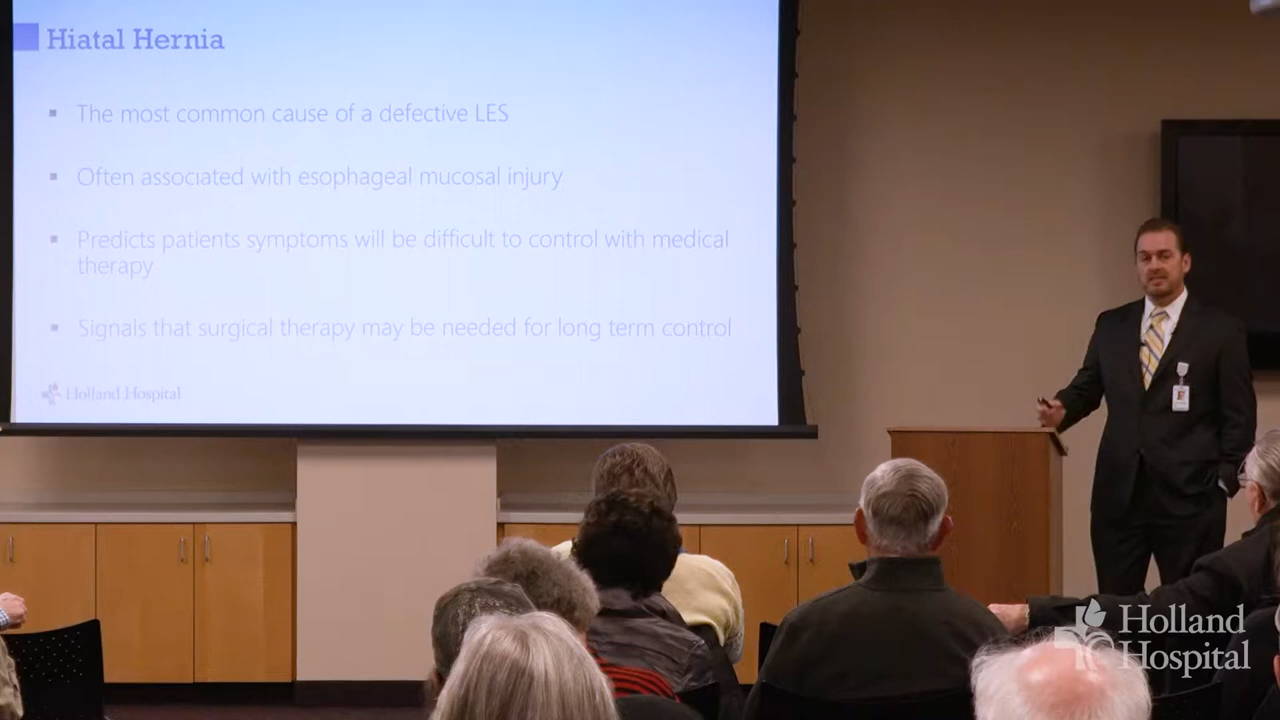 Hiatal Hernia
The most common cause of a defective LES
Often associated with esophageal mucosal injury
Predicts patients symptoms will be difficult to control with medical
therapy
Signals that surgical therapy may be needed for long term control
Holland Hospital
Holland
Hospital